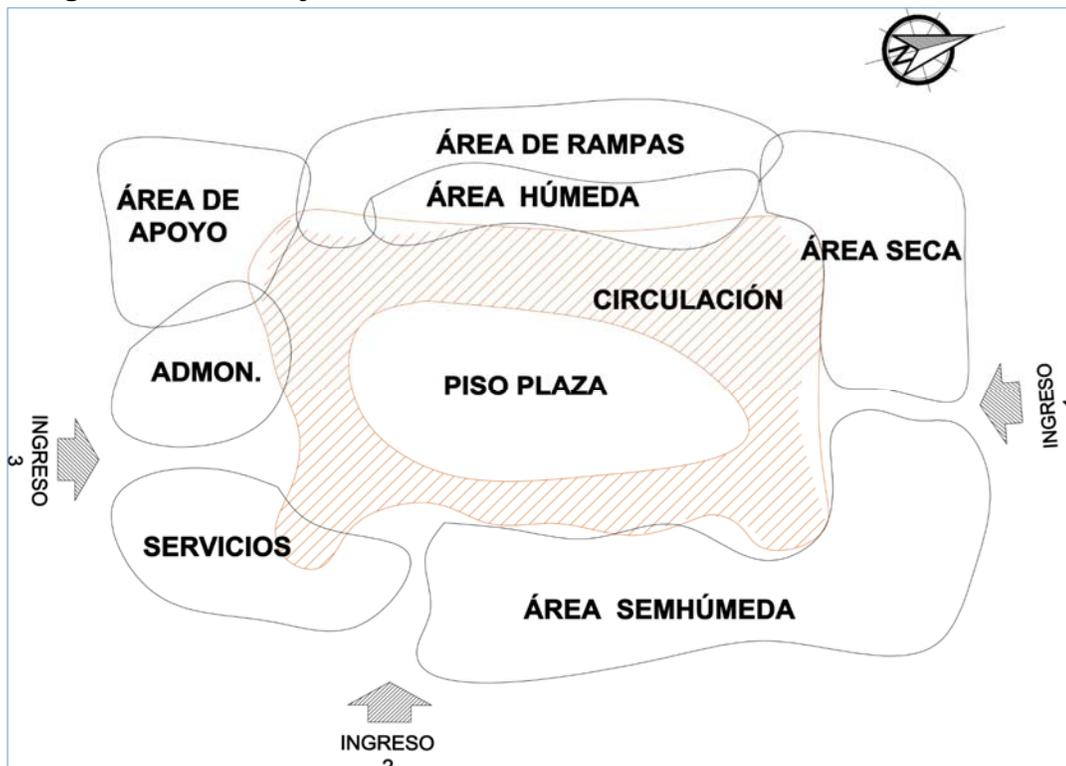 N
ÁREA DE RAMPAS
ÁREA HÚMEDA
ÁREA DE
APOYO
ÁREA SECA
CIRCULACIÓN
ADMON.
PISO PLAZA
INGRESO
INGRESO
3
SERVICIOS
ÁREA SEMHÚMEDA
INGRESO